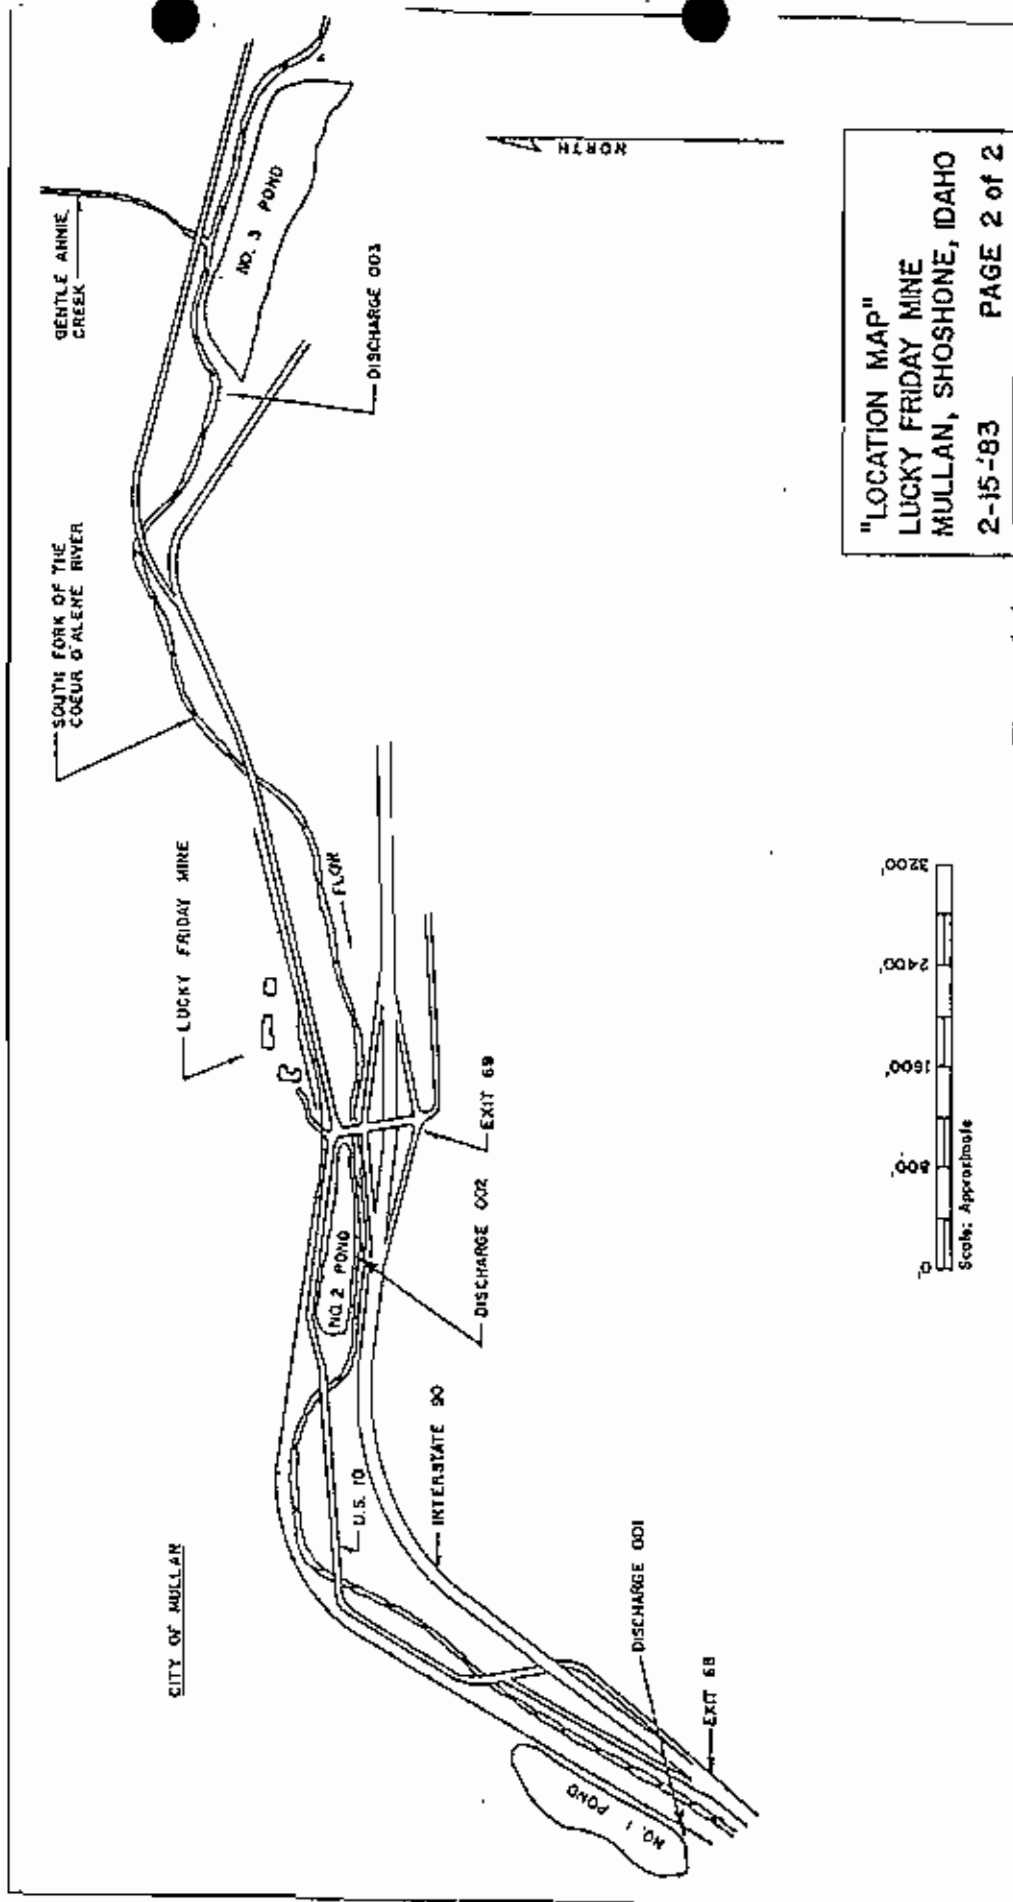 GENTLE ANNIE
CREEK
NO. 3 POND
NORTH
DISCHARGE 003
SOUTH FORK OF THE
COEUR D'ALENE RIVER
LUCKY FRIDAY MINE
FLOW
EXIT 69
NO. 2 POND
DISCHARGE 002
CITY OF MULLAN
U.S. 10
INTERSTATE 90
DISCHARGE 001
NO. 1 POND
EXIT 68
0'
800'
1600'
2400'
3200'
Scale: Approximate
"LOCATION MAP"
LUCKY FRIDAY MINE
MULLAN, SHOSHONE, IDAHO
2-15-'83 PAGE 2 of 2